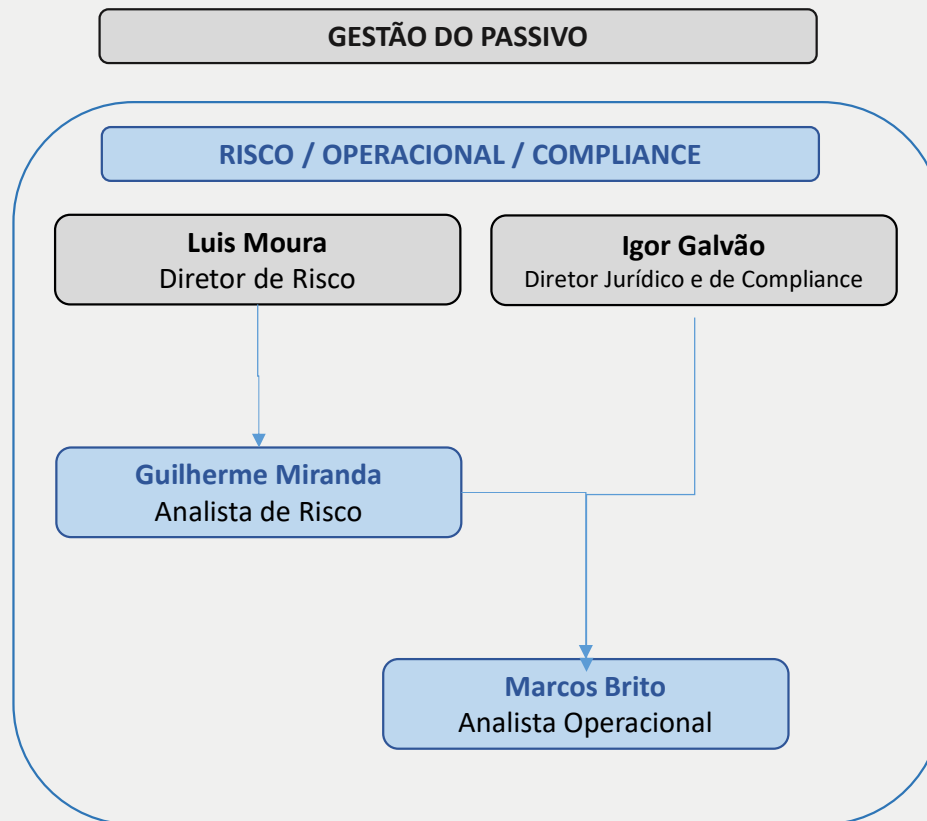 GESTÃO DO PASSIVO
RISCO / OPERACIONAL / COMPLIANCE
Luis Moura
Diretor de Risco
Igor Galvão
Diretor Jurídico e de Compliance
Guilherme Miranda
Analista de Risco
Marcos Brito
Analista Operacional